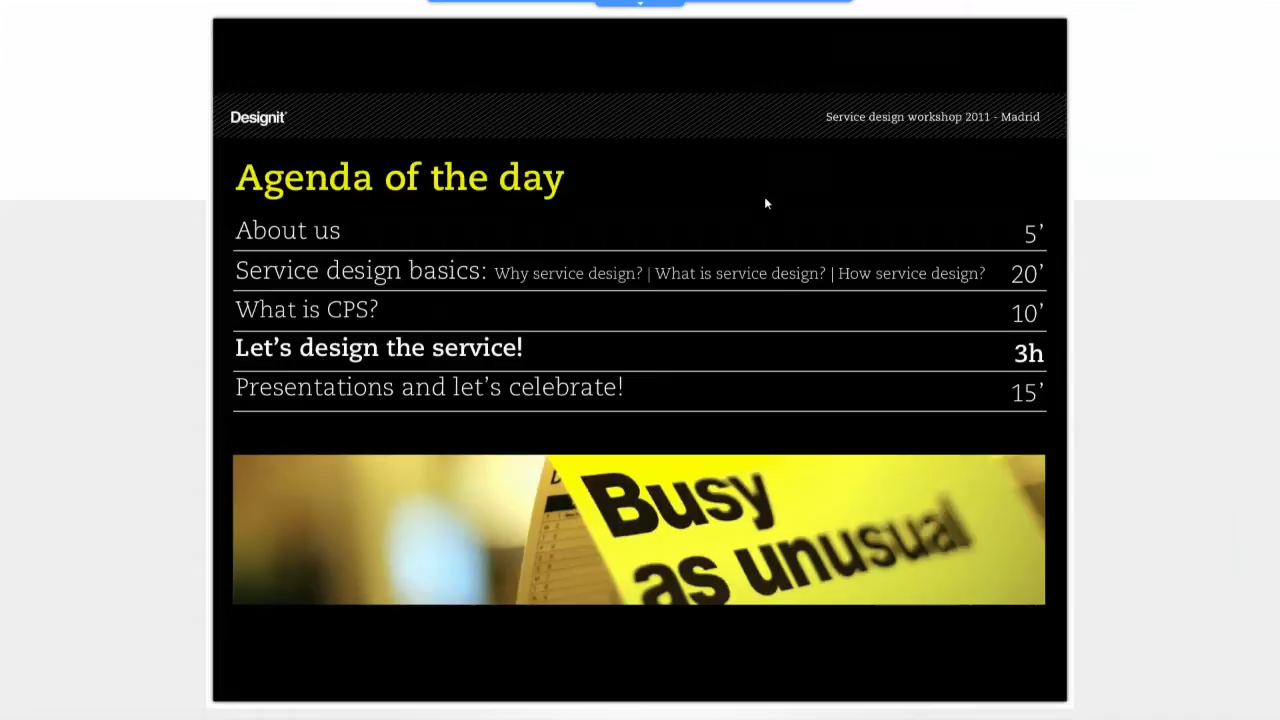 Designit
Service design workshop 2011 - Madrid
Agenda of the day
About us 5’
Service design basics: Why service design? | What is service design? | How service design? 20’
What is CPS? 10’
Let’s design the service! 3h
Presentations and let’s celebrate! 15’
Busy
as unusual